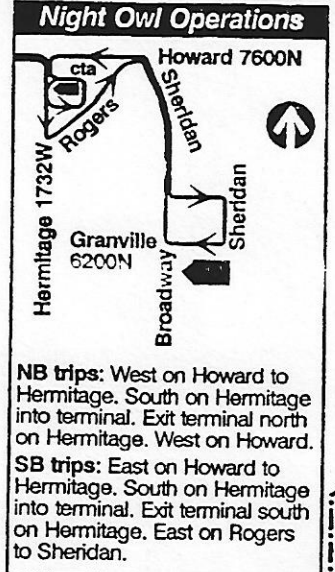 Night Owl Operations
Howard 7600N
cta
Sheridan
Rogers
Hermitage 1732W
Sheridan
Granville
6200N
Broadway
NB trips: West on Howard to
Hermitage. South on Hermitage
into terminal. Exit terminal north
on Hermitage. West on Howard.
SB trips: East on Howard to
Hermitage. South on Hermitage
into terminal. Exit terminal south
on Hermitage. East on Rogers
to Sheridan.